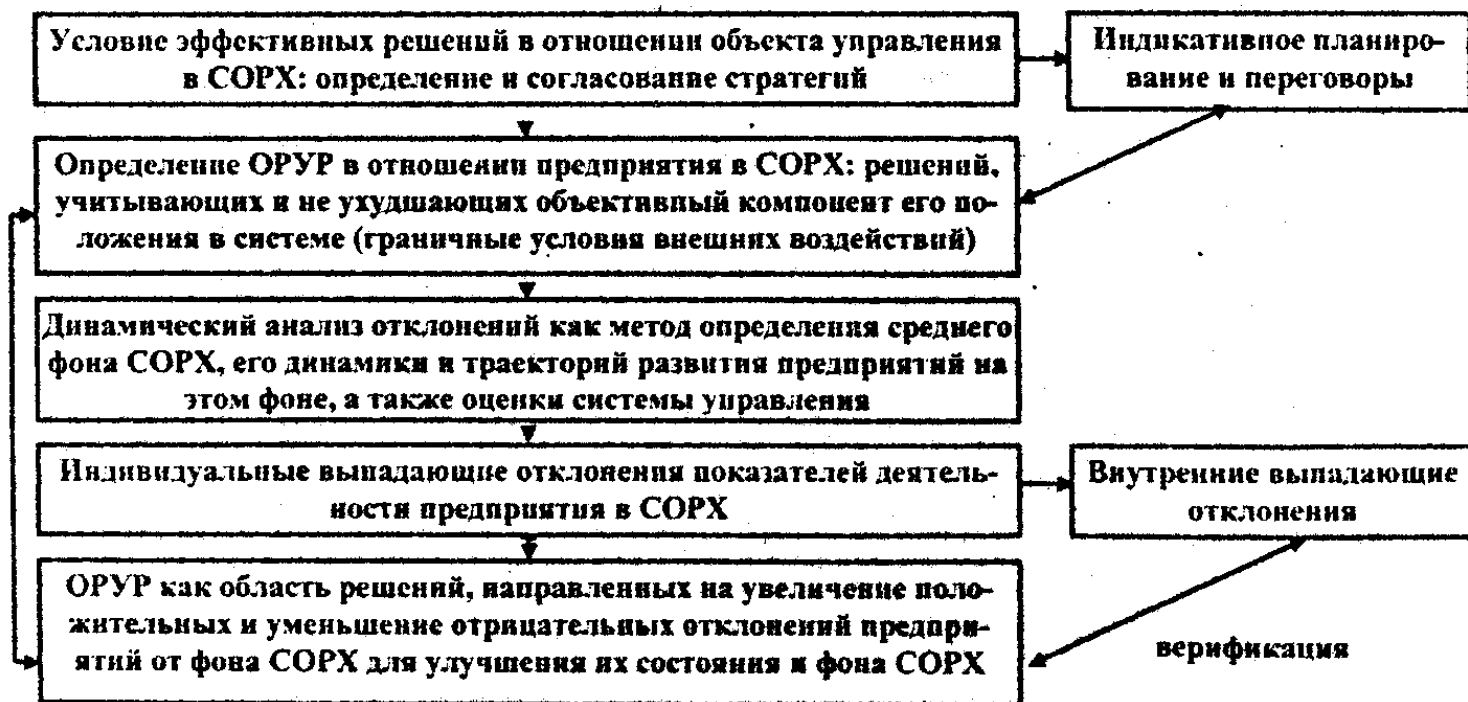 Условие эффективных решений в отношении объекта управления
в СОРХ: определение и согласование стратегий
Индикативное планиро-
вание и переговоры
Определение ОРУР в отношении предприятия в СОРХ: решений,
учитывающих и не ухудшающих объективный компонент его по-
ложения в системе (граничные условия внешних воздействий)
Динамический анализ отклонений как метод определения среднего
фона СОРХ, его динамики и траекторий развития предприятий на
этом фоне, а также оценки системы управления
Индивидуальные выпадающие отклонения показателей деятель-
ности предприятия в СОРХ
Внутренние выпадающие
отклонения
ОРУР как область решений, направленных на увеличение поло-
жительных и уменьшение отрицательных отклонений предпри-
ятий от фона СОРХ для улучшения их состояния и фона СОРХ
верификация